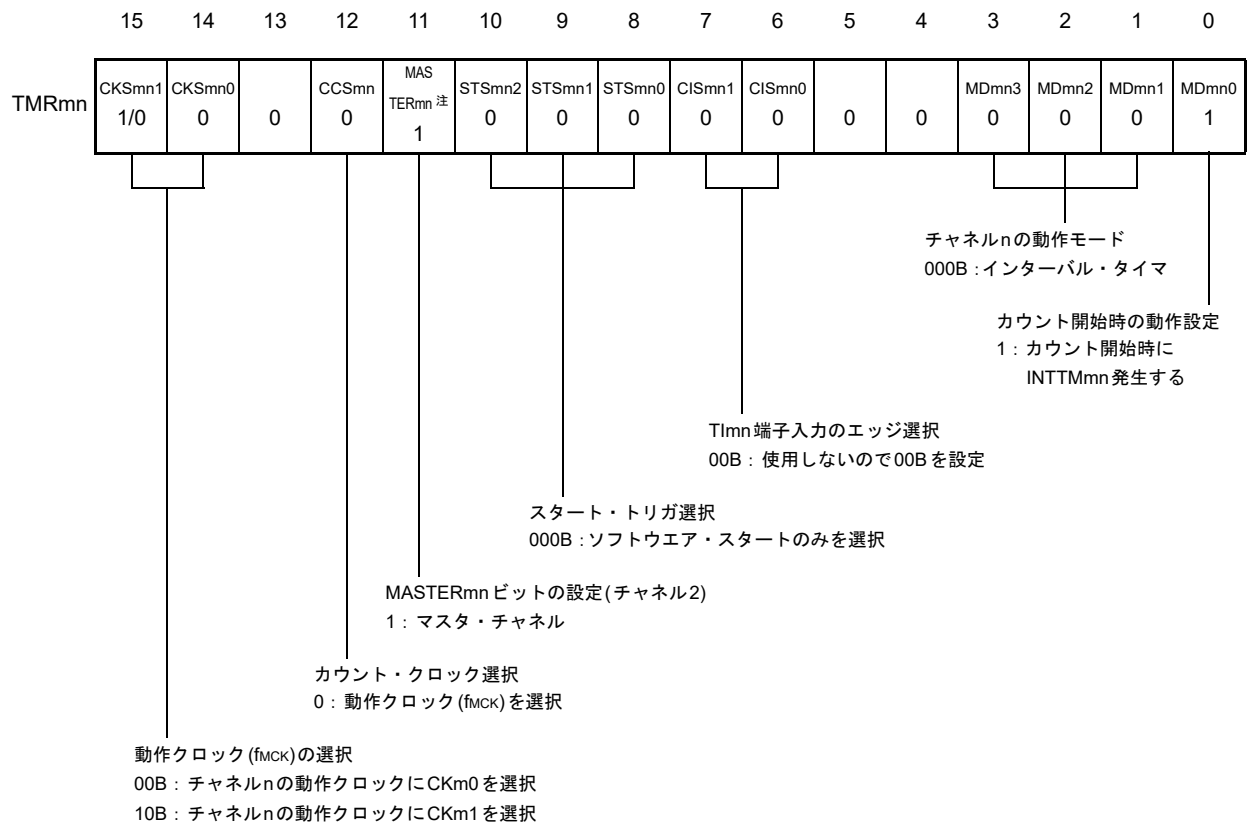 15 14 13 12 11 10 9 8 7 6 5 4 3 2 1 0
TMRmn
CKSmn1 CKSmn0 CCSmn MAS TERmn 注 STSmn2 STSmn1 STSmn0 CISmn1 CISmn0 MDmn3 MDmn2 MDmn1 MDmn0
1/0 0 0 0 1 0 0 0 0 0 0 0 0 0 0 1
チャネルnの動作モード
000B：インターバル・タイマ
カウント開始時の動作設定
1：カウント開始時に
INTTMmn発生する
TImn端子入力のエッジ選択
00B：使用しないので00Bを設定
スタート・トリガ選択
000B：ソフトウエア・スタートのみを選択
MASTERmnビットの設定(チャネル2)
1：マスタ・チャネル
カウント・クロック選択
0：動作クロック(fMCK)を選択
動作クロック(fMCK)の選択
00B：チャネルnの動作クロックにCKm0を選択
10B：チャネルnの動作クロックにCKm1を選択